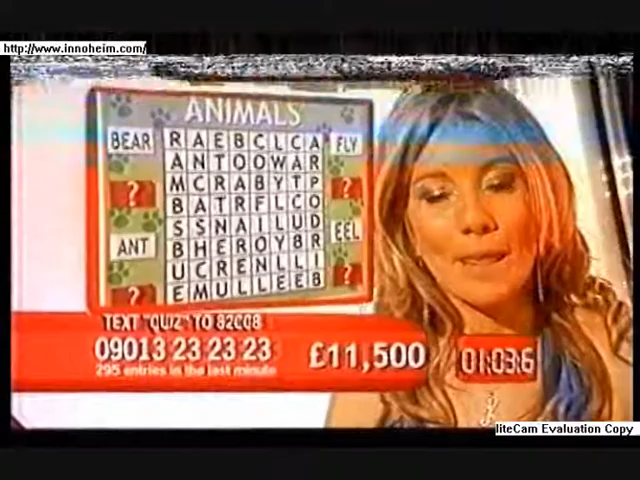 http://www.innoheim.com/
ANIMALS
BEAR
RAEBCLCA
FLY
ANTOOWAR
?
MCRABYTP
?
BATRFLCO
ANT
SSNAILUD
EEL
BHEROYBR
UCRENLLI
?
EMULLEEB
?
TEXT "QUIZ" TO 82008
09013 23 23 23
£11,500
01:03:6
295 entries in the last minute
liteCam Evaluation Copy